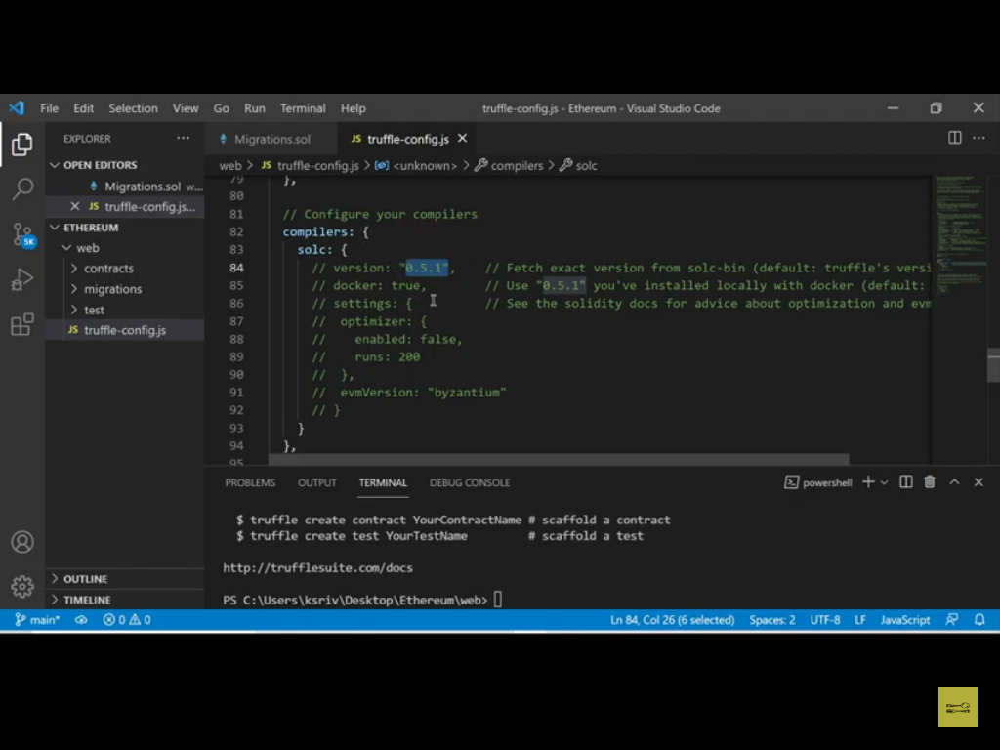 File Edit Selection View Go Run Terminal Help truffle-config.js - Ethereum - Visual Studio Code
EXPLORER
OPEN EDITORS
Migrations.sol w...
JS truffle-config.js...
ETHEREUM
web
contracts
migrations
test
JS truffle-config.js
OUTLINE
TIMELINE
5K
Migrations.sol JS truffle-config.js
web > JS truffle-config.js > <unknown> > compilers > solc
79 },
80
81 // Configure your compilers
82 compilers: {
83 solc: {
84 // version: "0.5.1", // Fetch exact version from solc-bin (default: truffle's versi
85 // docker: true, // Use "0.5.1" you've installed locally with docker (default:
86 // settings: { // See the solidity docs for advice about optimization and evm
87 // optimizer: {
88 // enabled: false,
89 // runs: 200
90 // },
91 // evmVersion: "byzantium"
92 // }
93 }
94 },
95
PROBLEMS OUTPUT TERMINAL DEBUG CONSOLE powershell
$ truffle create contract YourContractName # scaffold a contract
$ truffle create test YourTestName # scaffold a test
http://trufflesuite.com/docs
PS C:\Users\ksriv\Desktop\Ethereum\web>
main* 0 0 Ln 84, Col 26 (6 selected) Spaces: 2 UTF-8 LF JavaScript